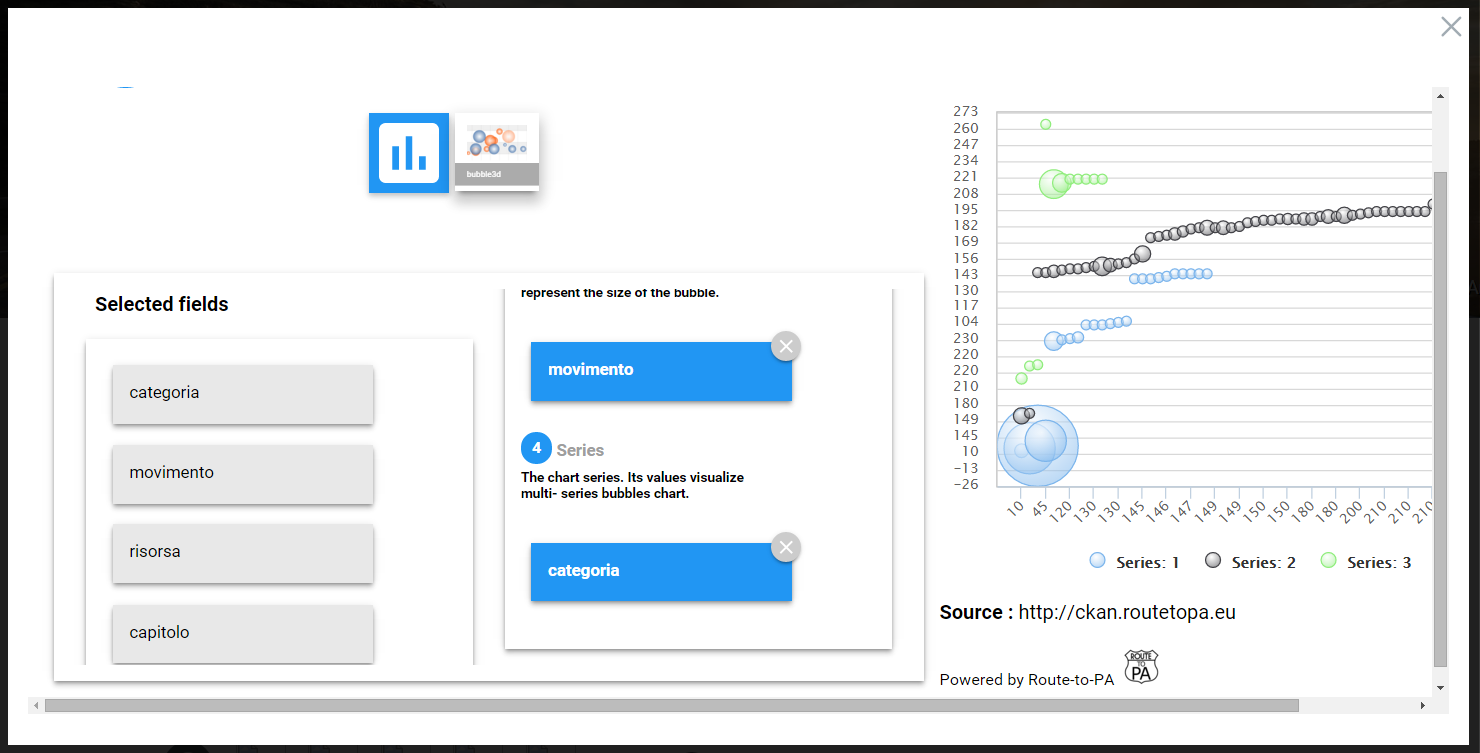 bubble3d
Selected fields
categoria
movimento
risorsa
capitolo
represent the size of the bubble.
movimento
4 Series
The chart series. Its values visualize
multi- series bubbles chart.
categoria
273
260
247
234
221
208
195
182
169
156
143
130
117
104
230
220
220
210
180
149
145
10
-13
-26
10 45 120 130 130 145 146 147 149 149 150 150 180 180 200 210 210 210
Series: 1 Series: 2 Series: 3
Source : http://ckan.routetopa.eu
ROUTE
TO
PA
Powered by Route-to-PA